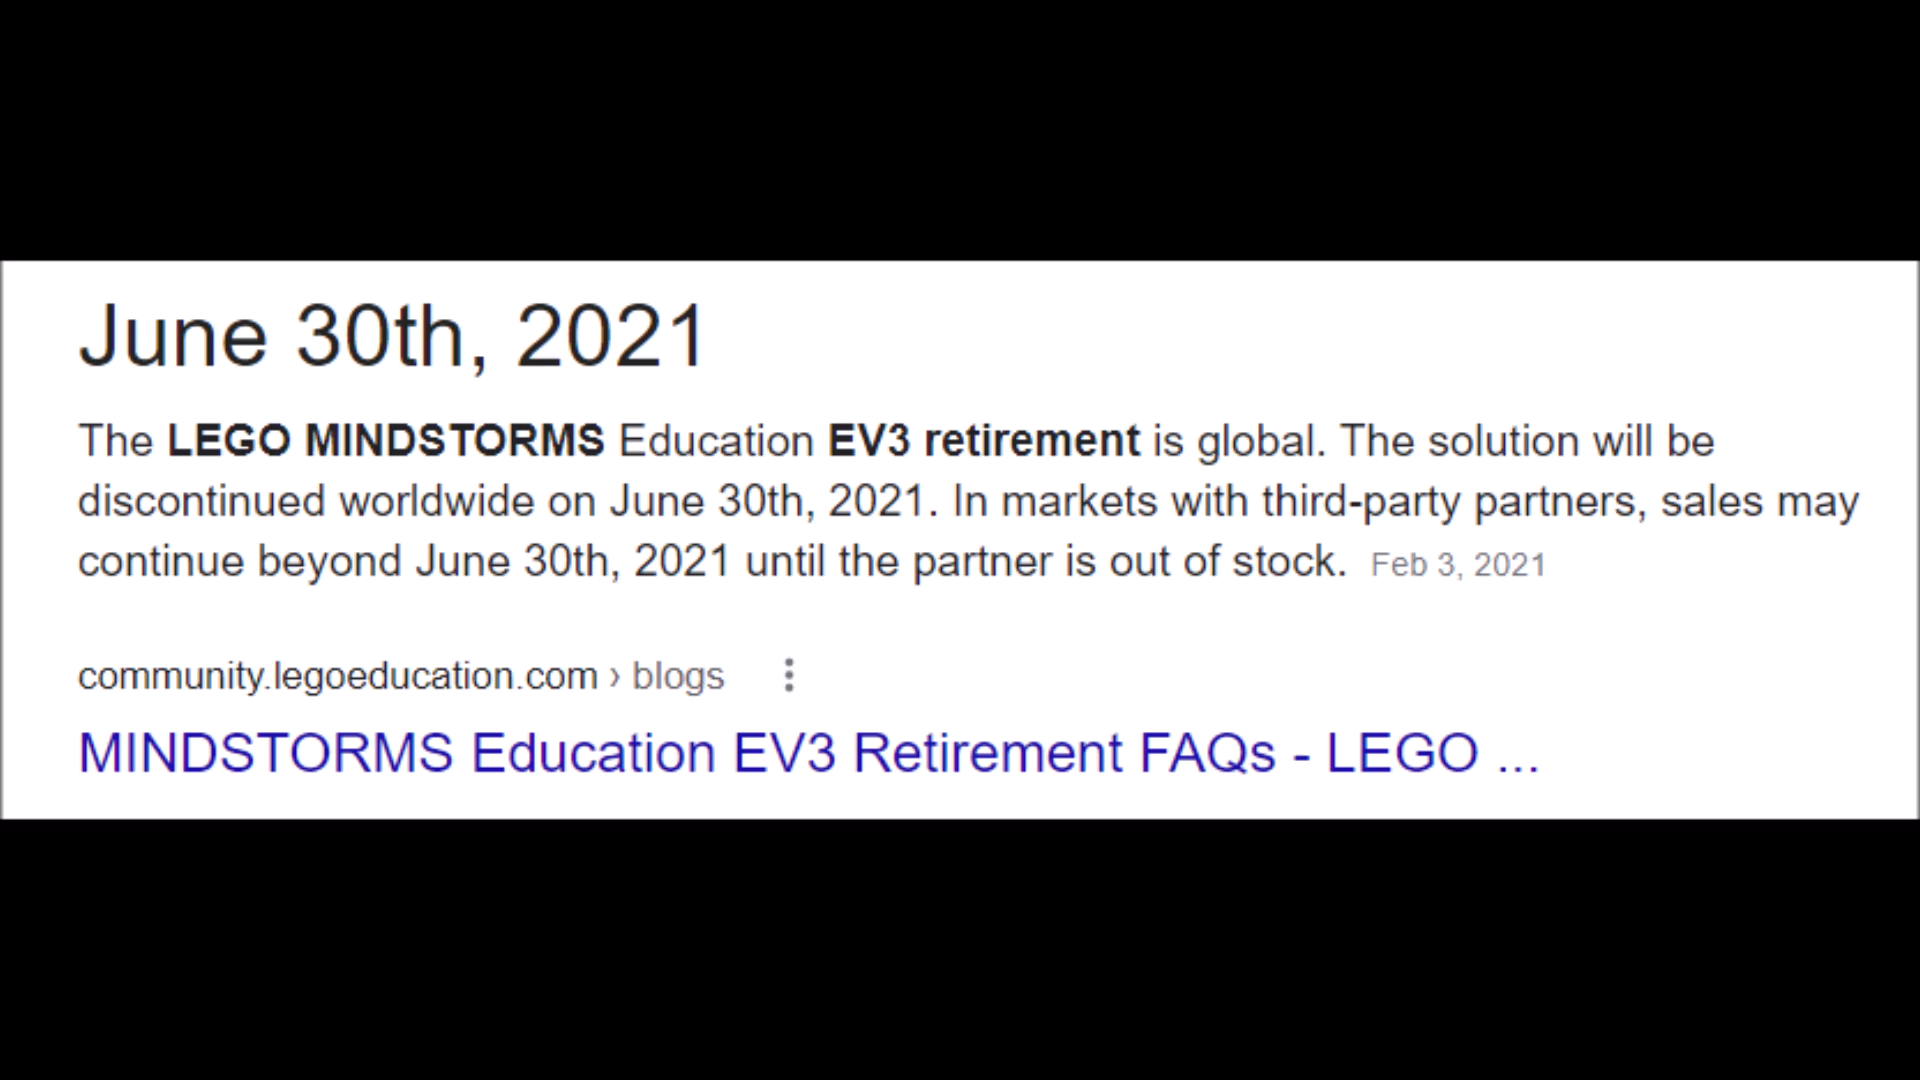 June 30th, 2021
The LEGO MINDSTORMS Education EV3 retirement is global. The solution will be
discontinued worldwide on June 30th, 2021. In markets with third-party partners, sales may
continue beyond June 30th, 2021 until the partner is out of stock. Feb 3, 2021
community.legoeducation.com › blogs
MINDSTORMS Education EV3 Retirement FAQs - LEGO ...